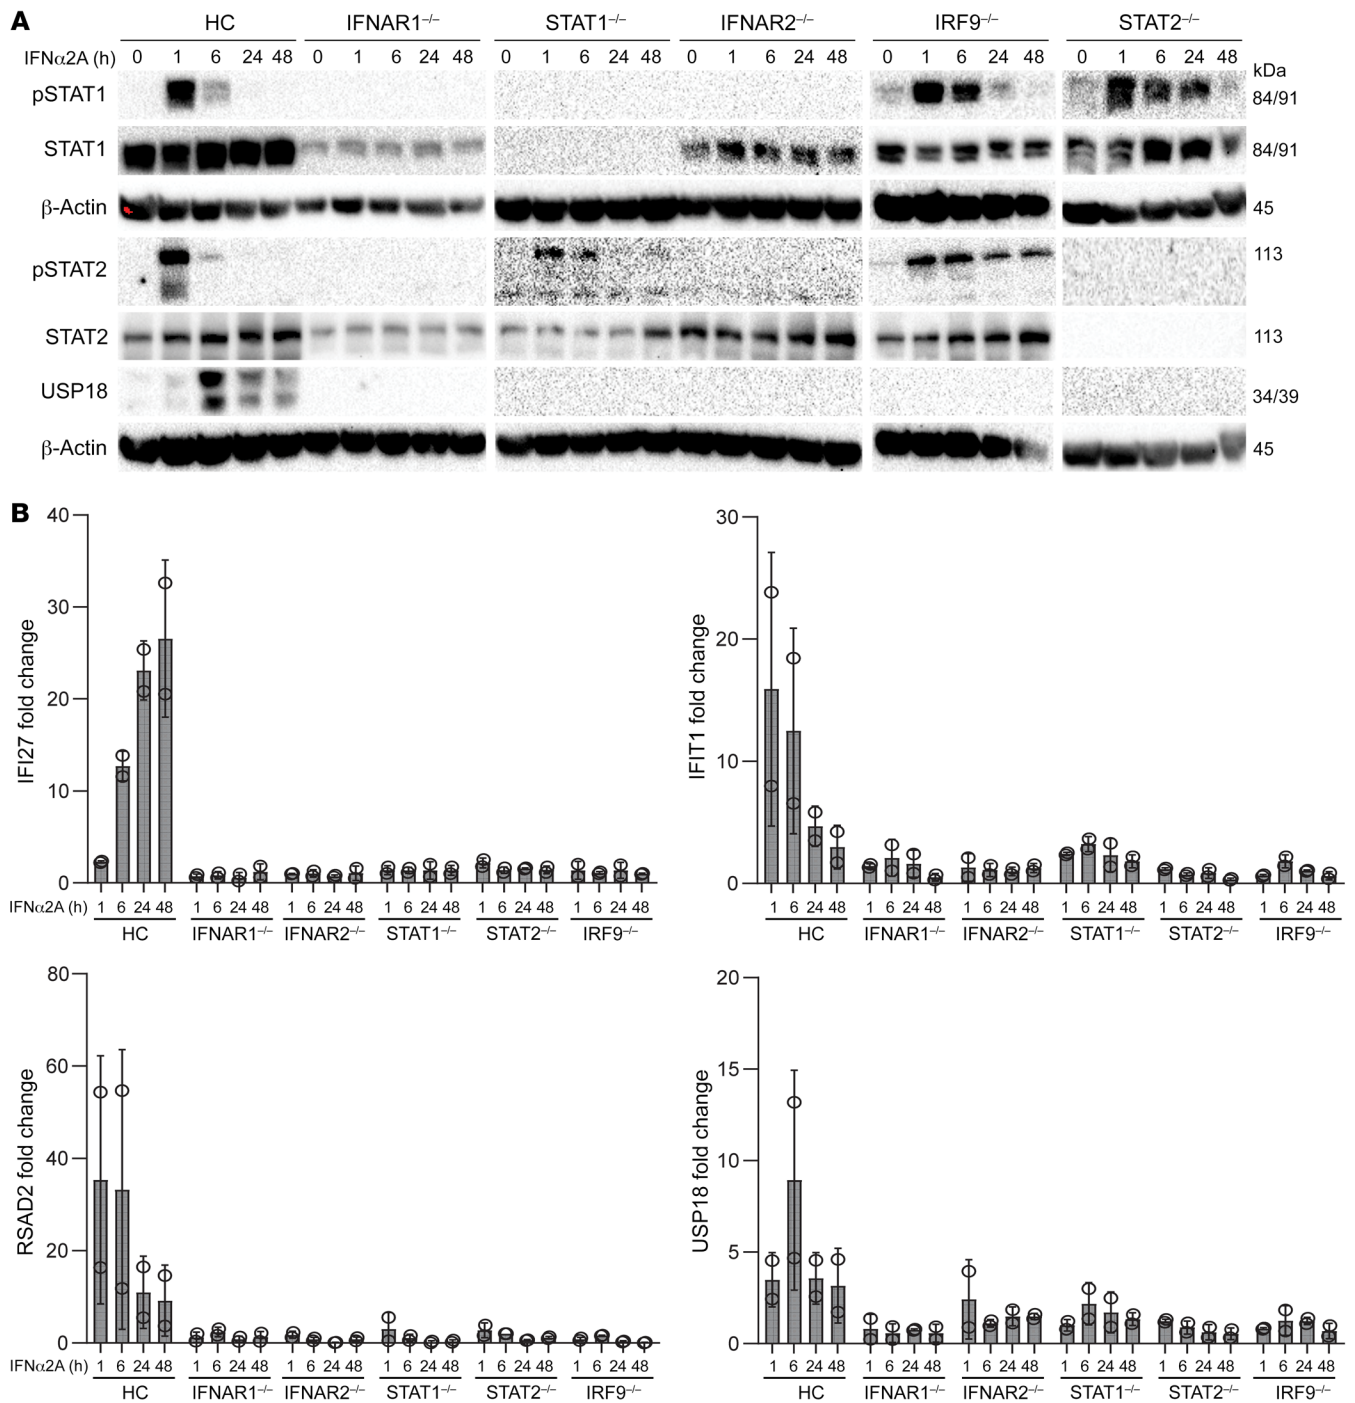 A
HC IFNAR1–/– STAT1–/– IFNAR2–/– IRF9–/– STAT2–/–
IFNα2A (h) 0 1 6 24 48 0 1 6 24 48 0 1 6 24 48 0 1 6 24 48 0 1 6 24 48 0 1 6 24 48
kDa
pSTAT1 84/91
STAT1 84/91
β-Actin 45
pSTAT2 113
STAT2 113
USP18 34/39
β-Actin 45
B
40
30
20
10
0
IFI27 fold change
IFNα2A (h) 1 6 24 48 1 6 24 48 1 6 24 48 1 6 24 48 1 6 24 48 1 6 24 48
HC IFNAR1–/– IFNAR2–/– STAT1–/– STAT2–/– IRF9–/–
30
20
10
0
IFIT1 fold change
1 6 24 48 1 6 24 48 1 6 24 48 1 6 24 48 1 6 24 48 1 6 24 48
HC IFNAR1–/– IFNAR2–/– STAT1–/– STAT2–/– IRF9–/–
80
60
40
20
0
RSAD2 fold change
IFNα2A (h) 1 6 24 48 1 6 24 48 1 6 24 48 1 6 24 48 1 6 24 48 1 6 24 48
HC IFNAR1–/– IFNAR2–/– STAT1–/– STAT2–/– IRF9–/–
20
15
10
5
0
USP18 fold change
1 6 24 48 1 6 24 48 1 6 24 48 1 6 24 48 1 6 24 48 1 6 24 48
HC IFNAR1–/– IFNAR2–/– STAT1–/– STAT2–/– IRF9–/–